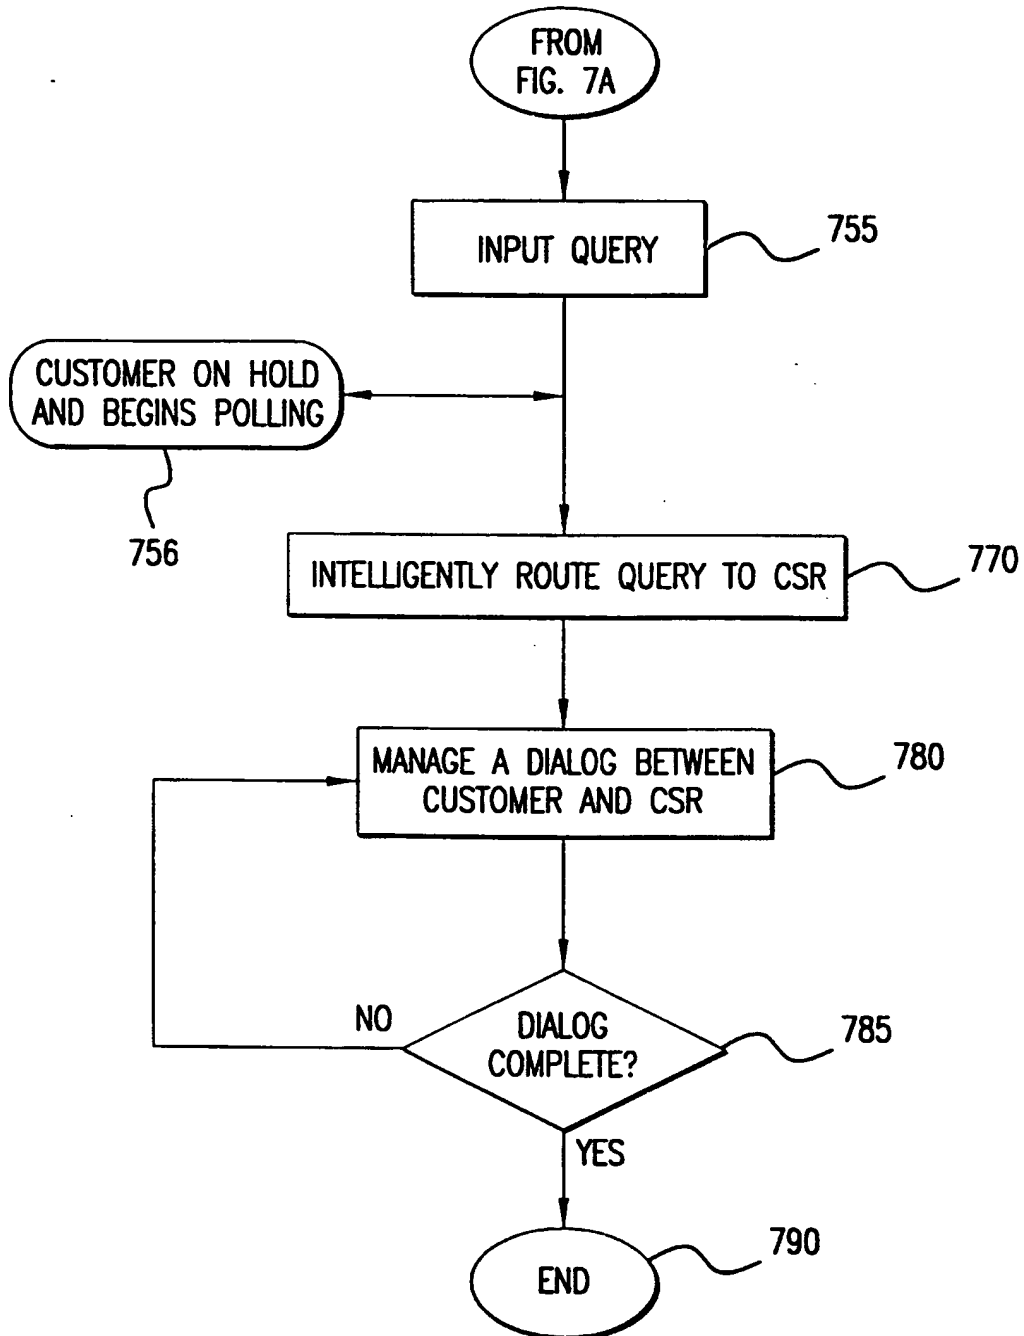 FROM
FIG. 7A
INPUT QUERY
755
CUSTOMER ON HOLD
AND BEGINS POLLING
756
INTELLIGENTLY ROUTE QUERY TO CSR
770
MANAGE A DIALOG BETWEEN
CUSTOMER AND CSR
780
NO
DIALOG
COMPLETE?
785
YES
END
790